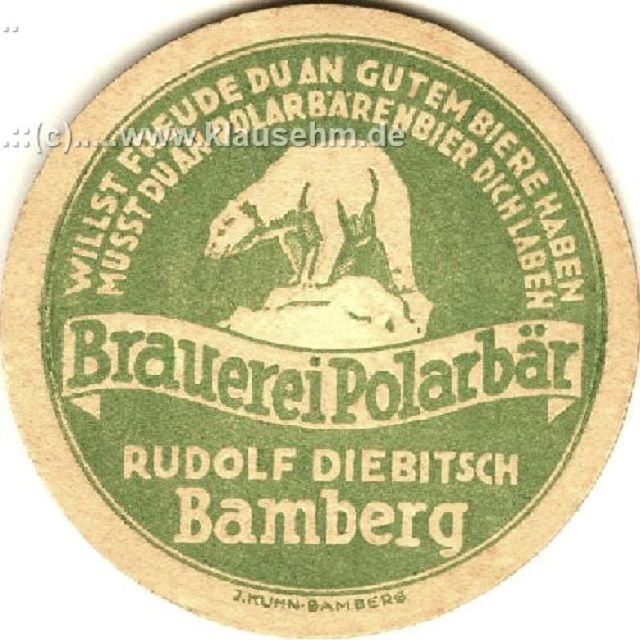 WILLST FREUDE DU AN GUTEM BIERE HABEN
MUSST DU AM POLARBÄRENBIER DICH LABEN
.::(c).....www.klausehm.de
Brauerei Polarbär
RUDOLF DIEBITSCH
Bamberg
J. KUHN-BAMBERG